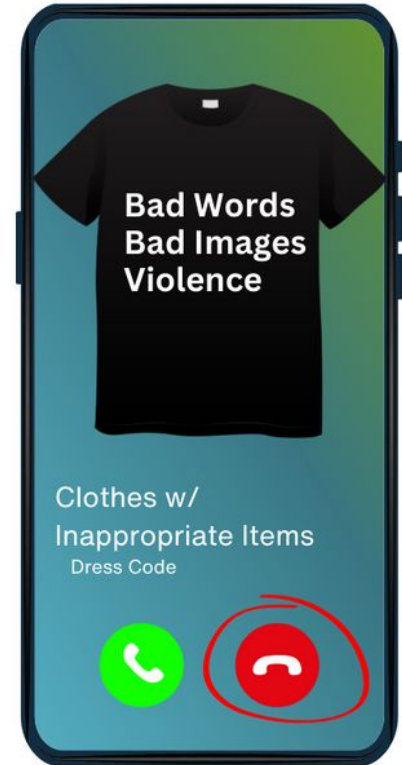 Bad Words
Bad Images
Violence
Clothes w/
Inappropriate Items
Dress Code